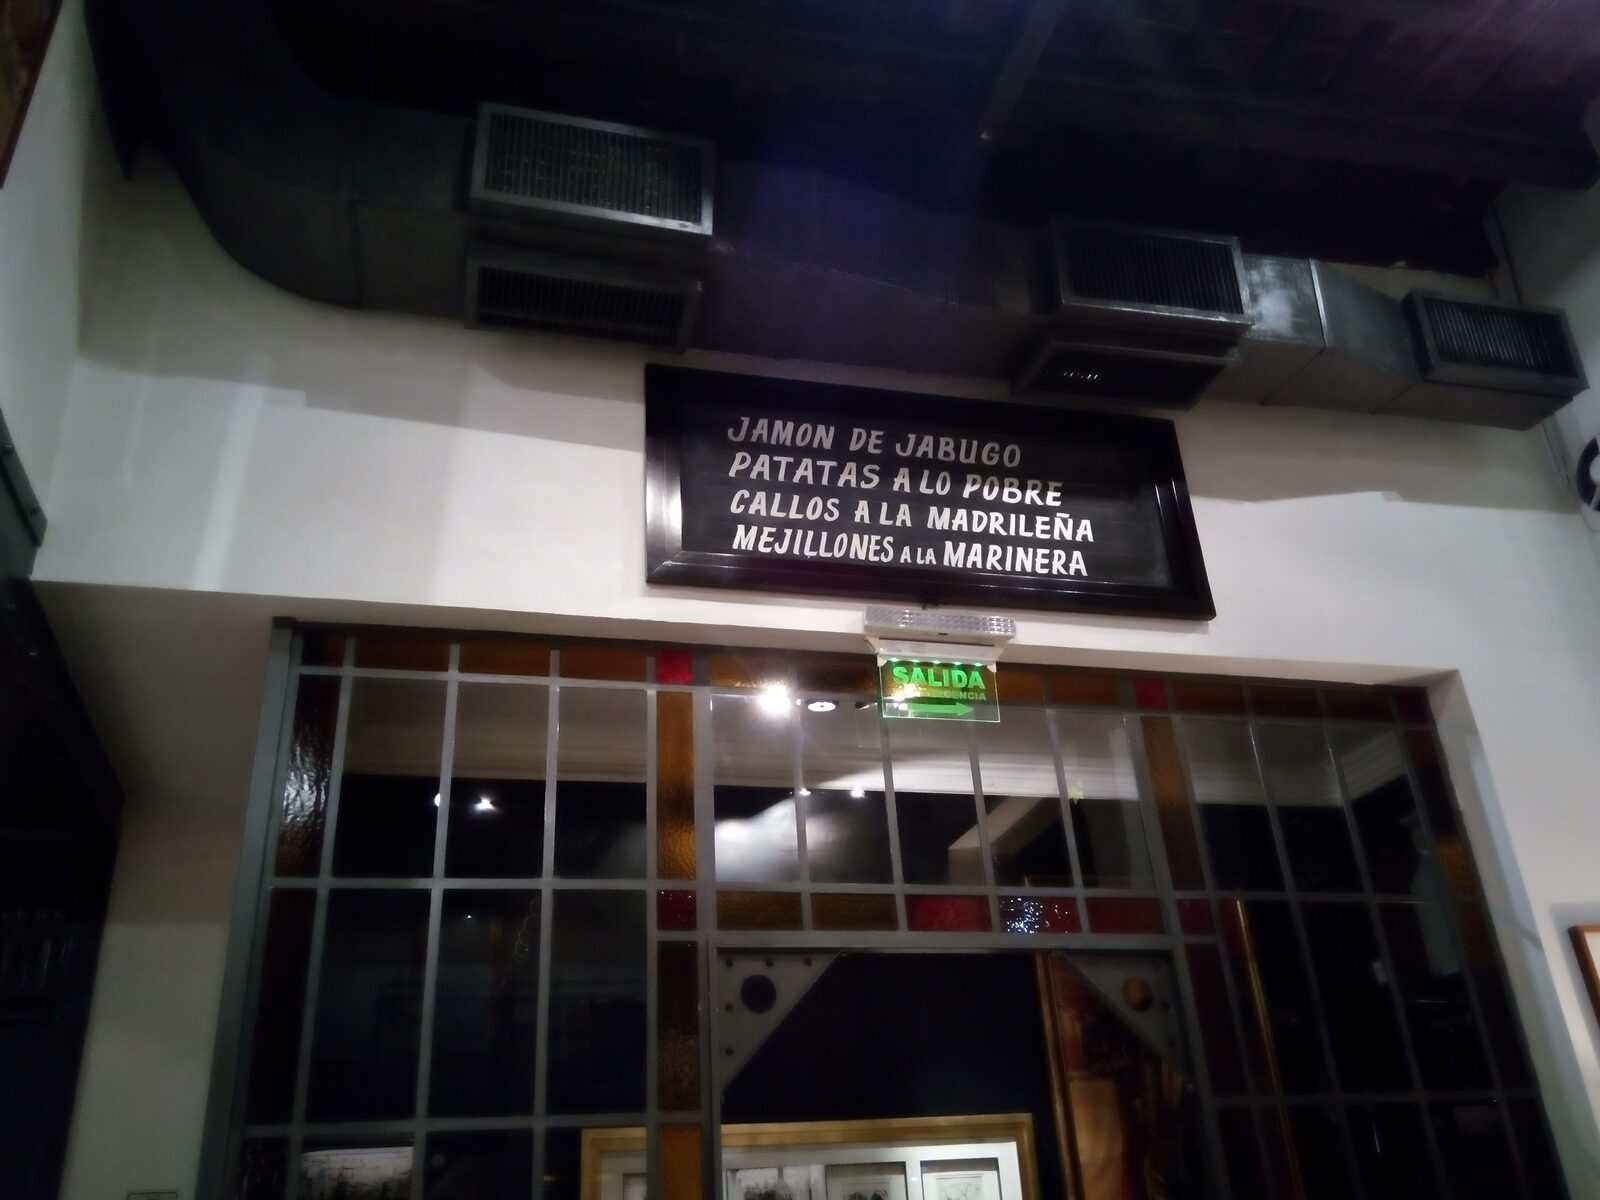 JAMON DE JABUGO
PATATAS A LO POBRE
CALLOS A LA MADRILEÑA
MEJILLONES A LA MARINERA
SALIDA